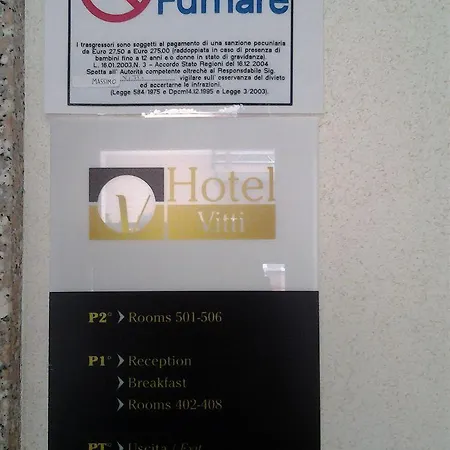 Fumare
I trasgressori sono soggetti al pagamento di una sanzione pecuniaria
da Euro 27,50 a Euro 275,00 (raddoppiata in caso di presenza di
bambini fino a 12 anni e o donne in stato di gravidanza).
L. 16.01.2003,N. 3 - Accordo Stato Regioni del 16.12 2004
Spetta all' Autorità competente oltreché al Responsabile Sig.
MASSIMO vigilare sull' osservanza del divieto
ed accertarne le infrazioni.
(Legge 584/1975 e Dpcm14.12.1995 e Legge 3/2003).
V Hotel
Vitti
P2° Rooms 501-506
P1° Reception
Breakfast
Rooms 402-408
PT° Uscita / Exit